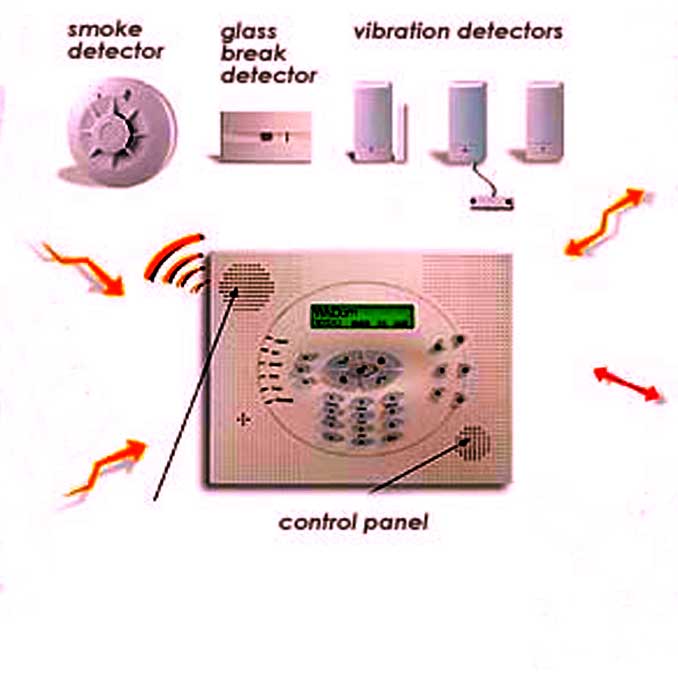 smoke
detector
glass
break
detector
vibration detectors
control panel